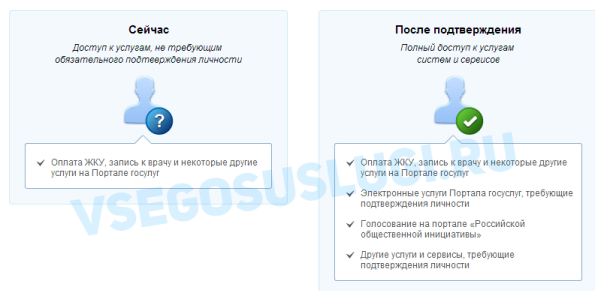 Сейчас
Доступ к услугам, не требующим
обязательного подтверждения личности
?
Оплата ЖКУ, запись к врачу и некоторые другие
услуги на Портале госулуг
После подтверждения
Полный доступ к услугам
систем и сервисов
Оплата ЖКУ, запись к врачу и некоторые другие
услуги на Портале госулуг
Электронные услуги Портала госуслуг, требующие
подтверждения личности
Голосование на портале «Российской
общественной инициативы»
Другие услуги и сервисы, требующие
подтверждения личности
VSEGOSUSLUGI.RU